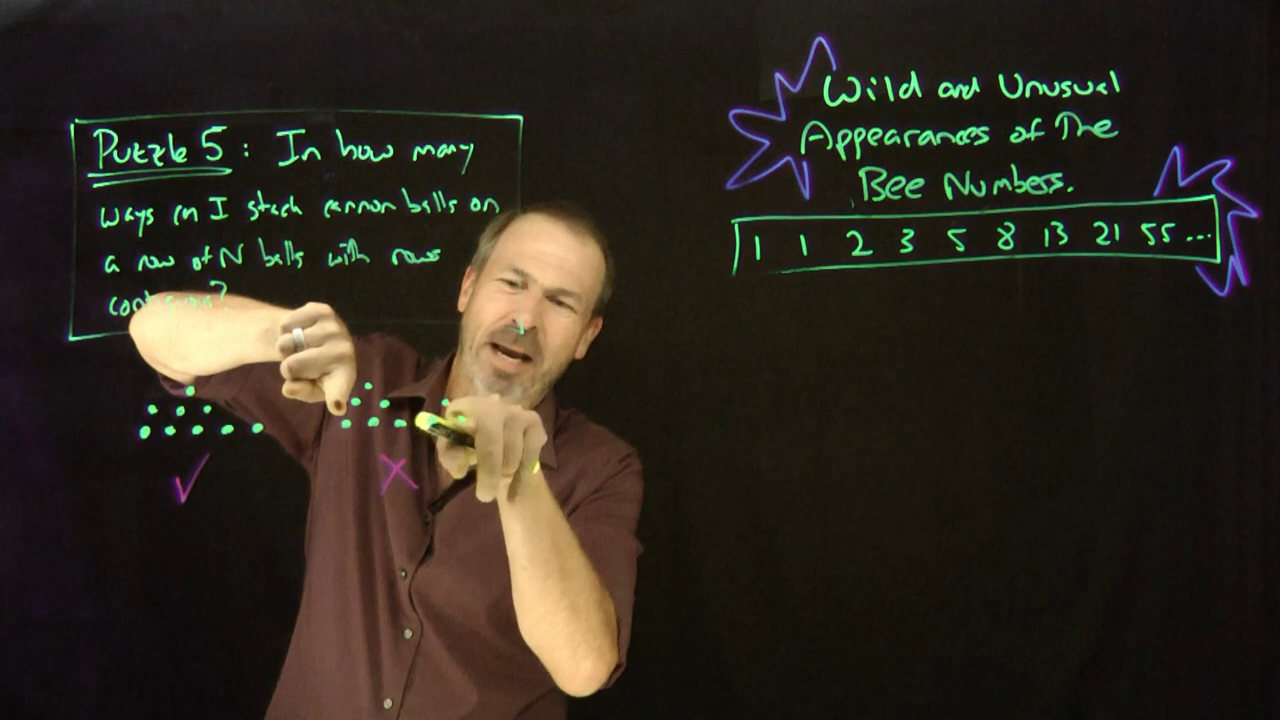 Puzzle 5: In how many
ways can I stack cannon balls on
a row of N balls with rows
contiguous?
Wild and Unusual
Appearances of The
Bee Numbers.
1 1 2 3 5 8 13 21 55 ...